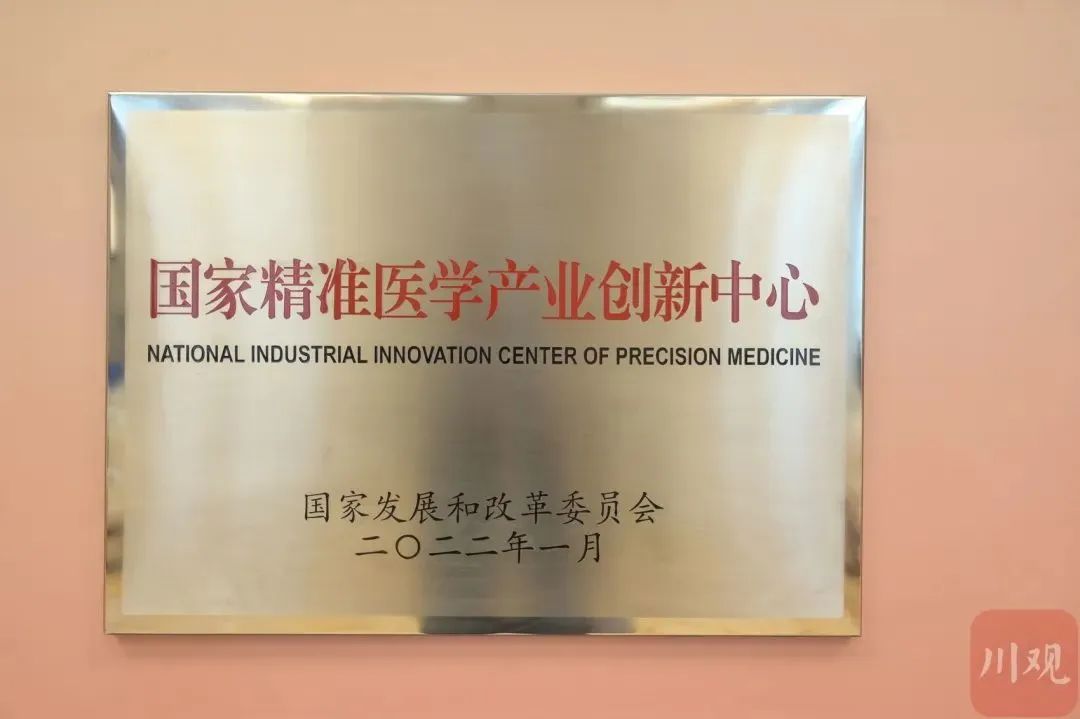 国家精准医学产业创新中心
NATIONAL INDUSTRIAL INNOVATION CENTER OF PRECISION MEDICINE
国家发展和改革委员会
二〇二二年一月
川观